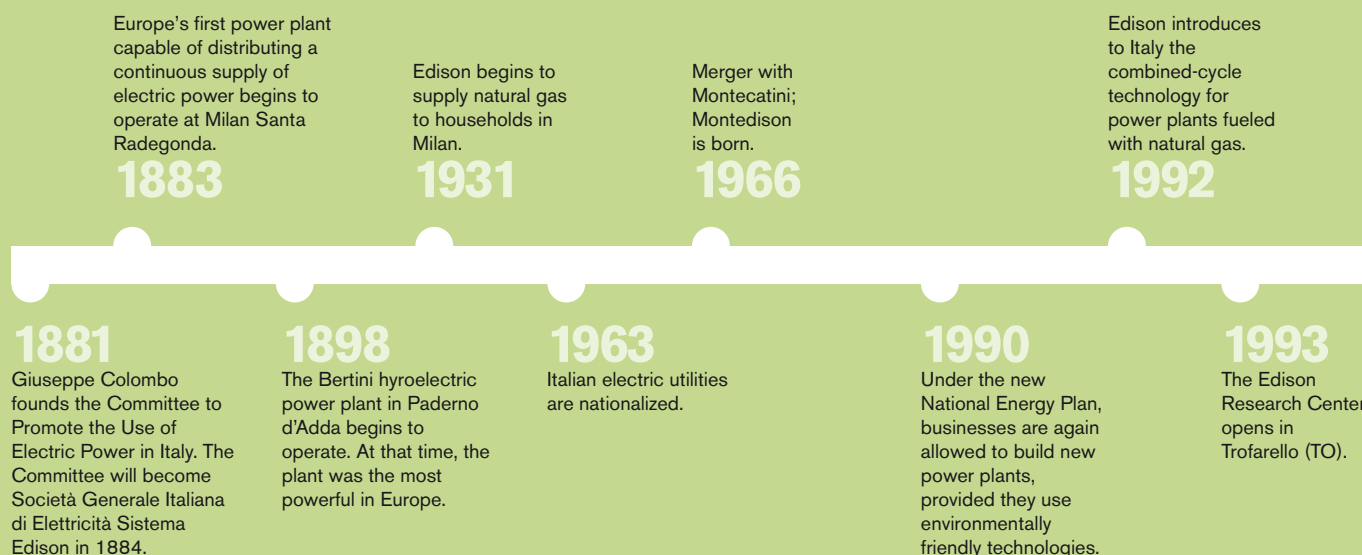 Europe’s first power plant
capable of distributing a
continuous supply of
electric power begins to
operate at Milan Santa
Radegonda.
1883
Edison begins to
supply natural gas
to households in
Milan.
1931
Merger with
Montecatini;
Montedison
is born.
1966
Edison introduces
to Italy the
combined-cycle
technology for
power plants fueled
with natural gas.
1992
1881
Giuseppe Colombo
founds the Committee to
Promote the Use of
Electric Power in Italy. The
Committee will become
Società Generale Italiana
di Elettricità Sistema
Edison in 1884.
1898
The Bertini hyroelectric
power plant in Paderno
d’Adda begins to
operate. At that time, the
plant was the most
powerful in Europe.
1963
Italian electric utilities
are nationalized.
1990
Under the new
National Energy Plan,
businesses are again
allowed to build new
power plants,
provided they use
environmentally
friendly technologies.
1993
The Edison
Research Center
opens in
Trofarello (TO).